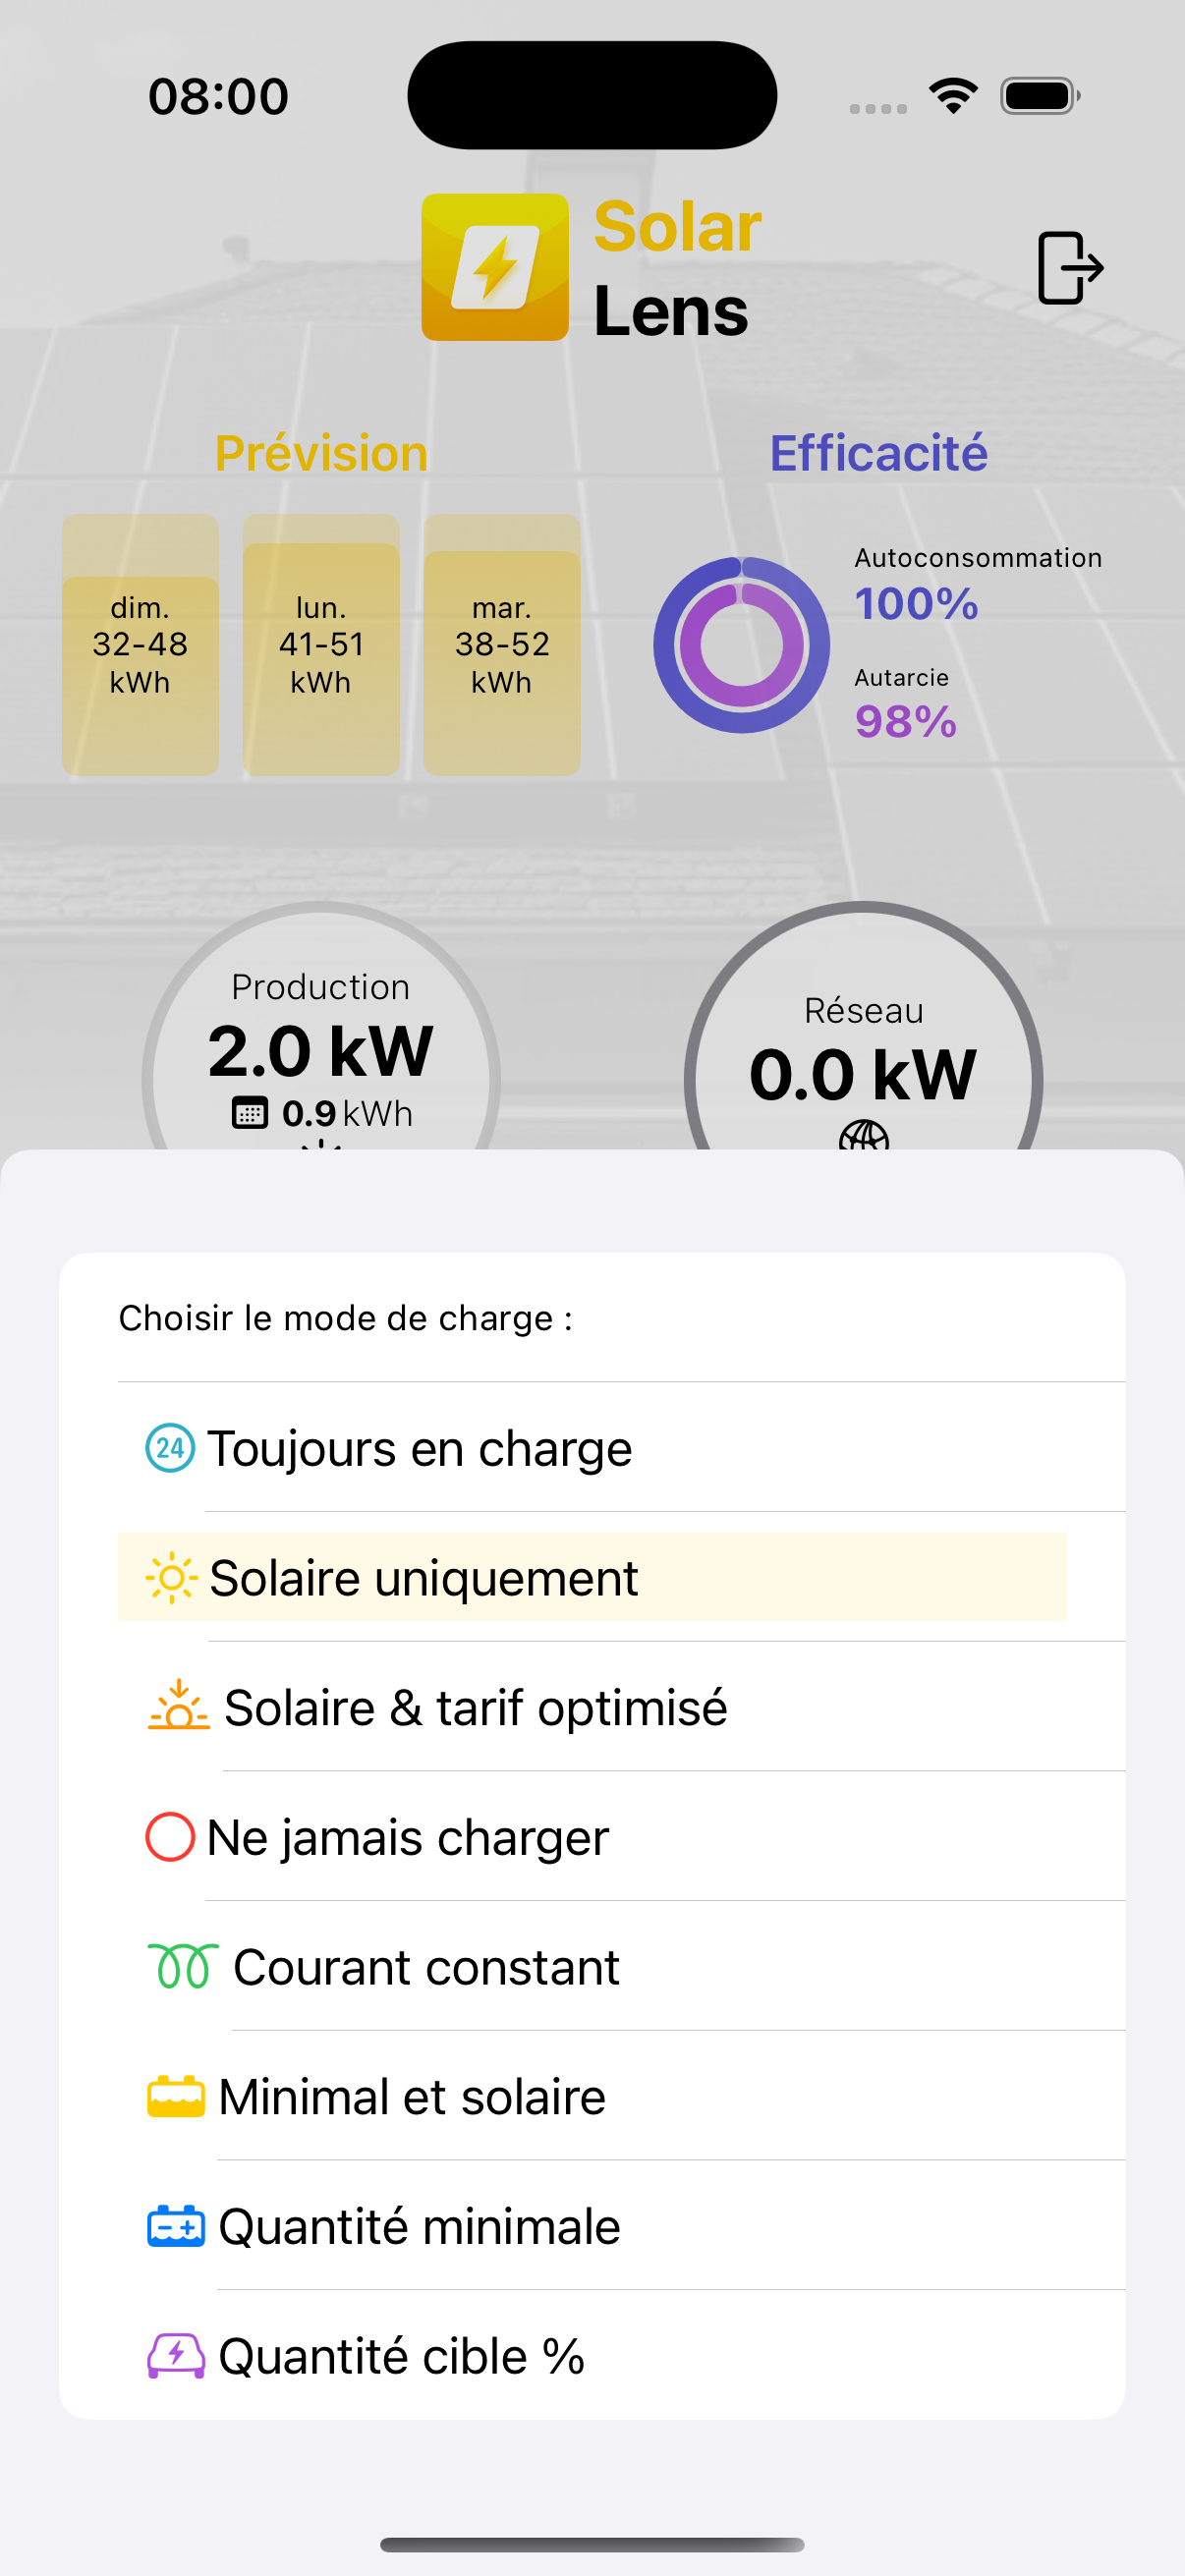 08:00
Solar
Lens
Prévision
Efficacité
dim.
32-48
kWh
lun.
41-51
kWh
mar.
38-52
kWh
Autoconsommation
100%
Autarcie
98%
Production
2.0 kW
0.9 kWh
Réseau
0.0 kW
Choisir le mode de charge :
24 Toujours en charge
Solaire uniquement
Solaire & tarif optimisé
Ne jamais charger
Courant constant
Minimal et solaire
Quantité minimale
Quantité cible %